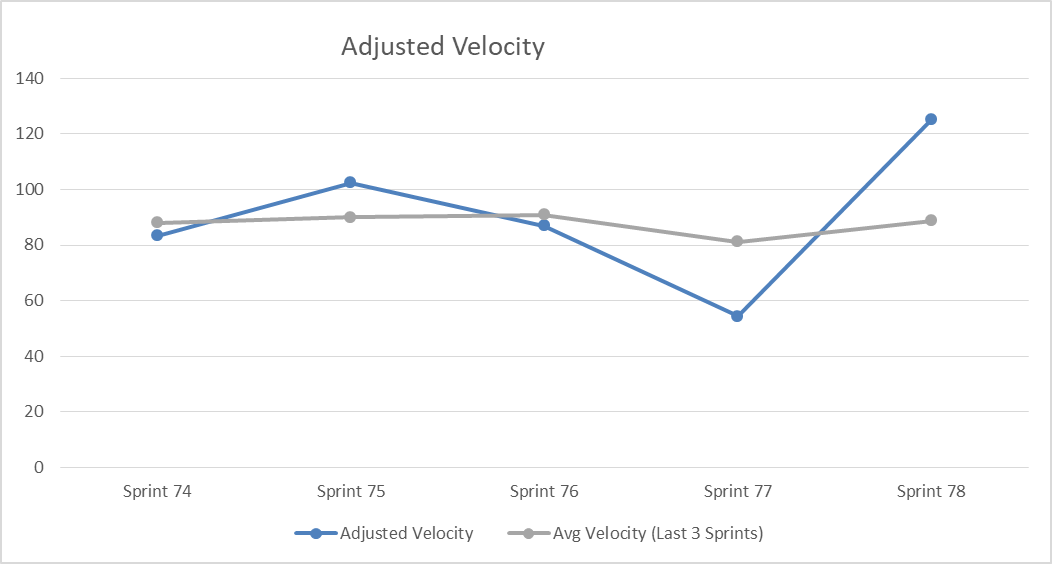 Adjusted Velocity
140
120
100
80
60
40
20
0
Sprint 74 Sprint 75 Sprint 76 Sprint 77 Sprint 78
Adjusted Velocity Avg Velocity (Last 3 Sprints)